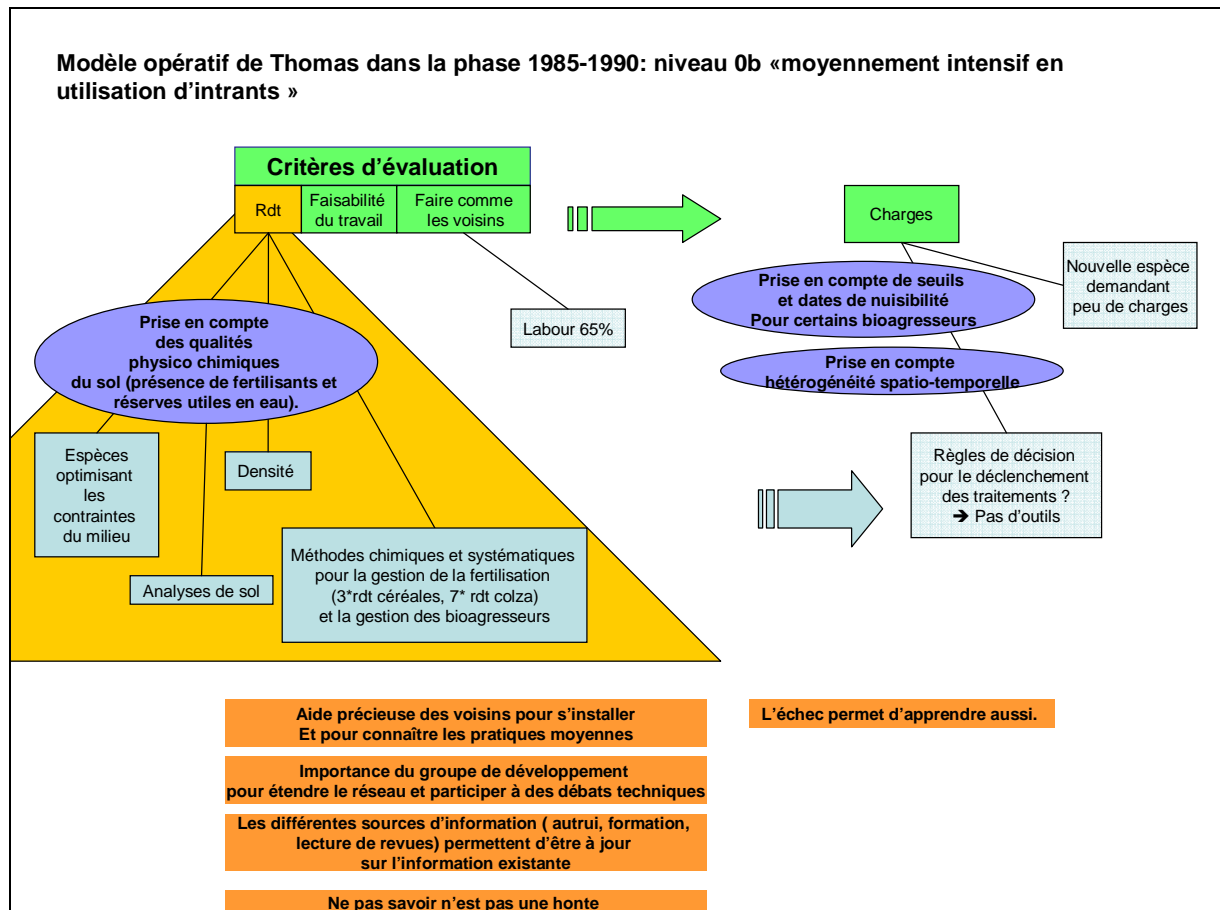 Modèle opératif de Thomas dans la phase 1985-1990: niveau 0b «moyennement intensif en
utilisation d'intrants »
Critères d'évaluation
Rdt
Faisabilité
du travail
Faire comme
les voisins
Charges
Prise en compte
des qualités
physico chimiques
du sol (présence de fertilisants et
réserves utiles en eau).
Labour 65%
Prise en compte de seuils
et dates de nuisibilité
Pour certains bioagresseurs
Nouvelle espèce
demandant
peu de charges
Prise en compte
hétérogénéité spatio-temporelle
Espèces
optimisant
les
contraintes
du milieu
Densité
Analyses de sol
Méthodes chimiques et systématiques
pour la gestion de la fertilisation
(3*rdt céréales, 7* rdt colza)
et la gestion des bioagresseurs
Règles de décision
pour le déclenchement
des traitements ?
➔ Pas d'outils
Aide précieuse des voisins pour s'installer
Et pour connaître les pratiques moyennes
L'échec permet d'apprendre aussi.
Importance du groupe de développement
pour étendre le réseau et participer à des débats techniques
Les différentes sources d'information ( autrui, formation,
lecture de revues) permettent d'être à jour
sur l'information existante
Ne pas savoir n'est pas une honte